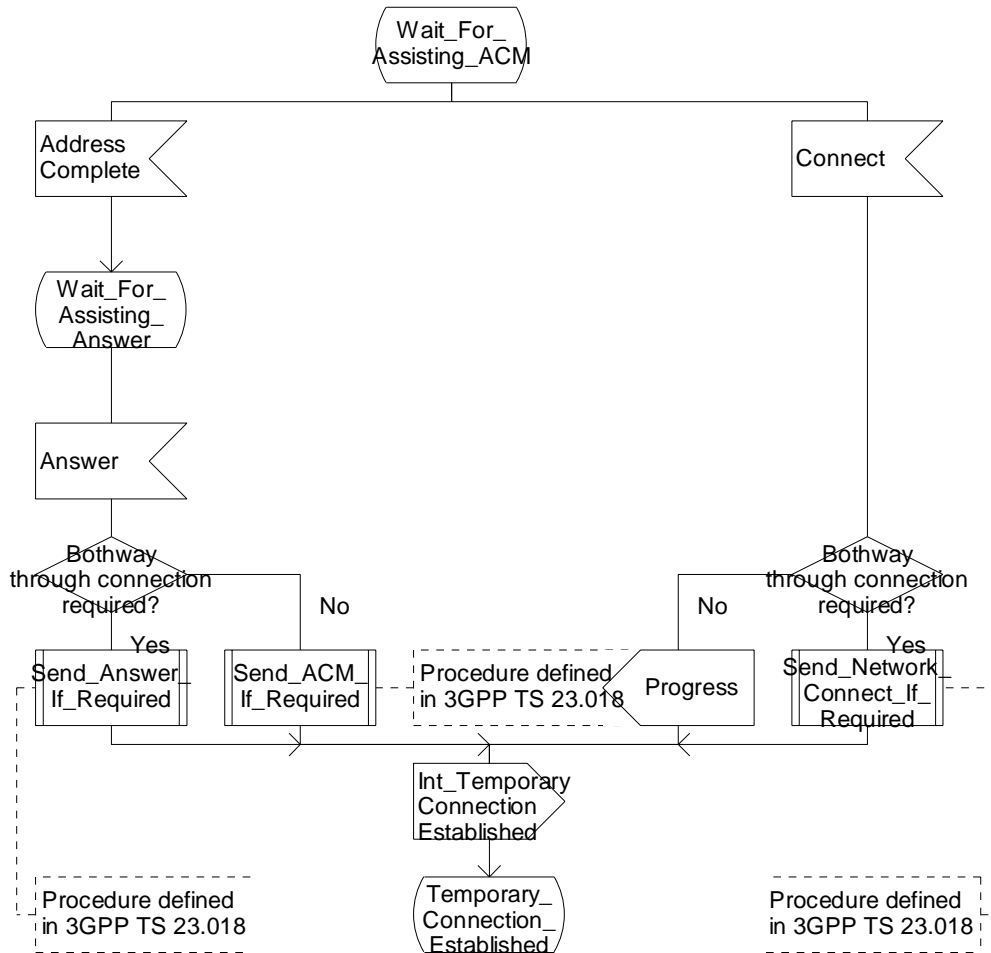 Wait_For_
Assisting_ACM
Address
Complete
Connect
Wait_For_
Assisting_
Answer
Answer
Bothway
through connection
required?
No
Yes
Bothway
through connection
required?
No
Yes
Send_Answer_
If_Required
Send_ACM_
If_Required
Procedure defined
in 3GPP TS 23.018
Progress
Send_Network_
Connect_If_
Required
Int_Temporary
Connection
Established
Procedure defined
in 3GPP TS 23.018
Temporary_
Connection_
Established
Procedure defined
in 3GPP TS 23.018